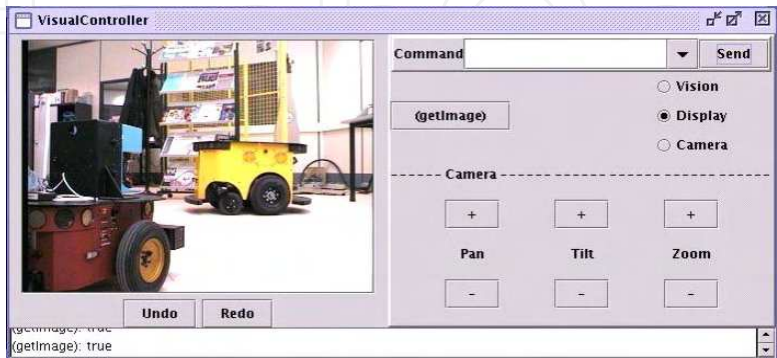 VisualController
Command
Send
Vision
(getImage)
Display
Camera
Camera
+ + +
Pan Tilt Zoom
- - -
Undo Redo
(getImage): true
(getImage): true